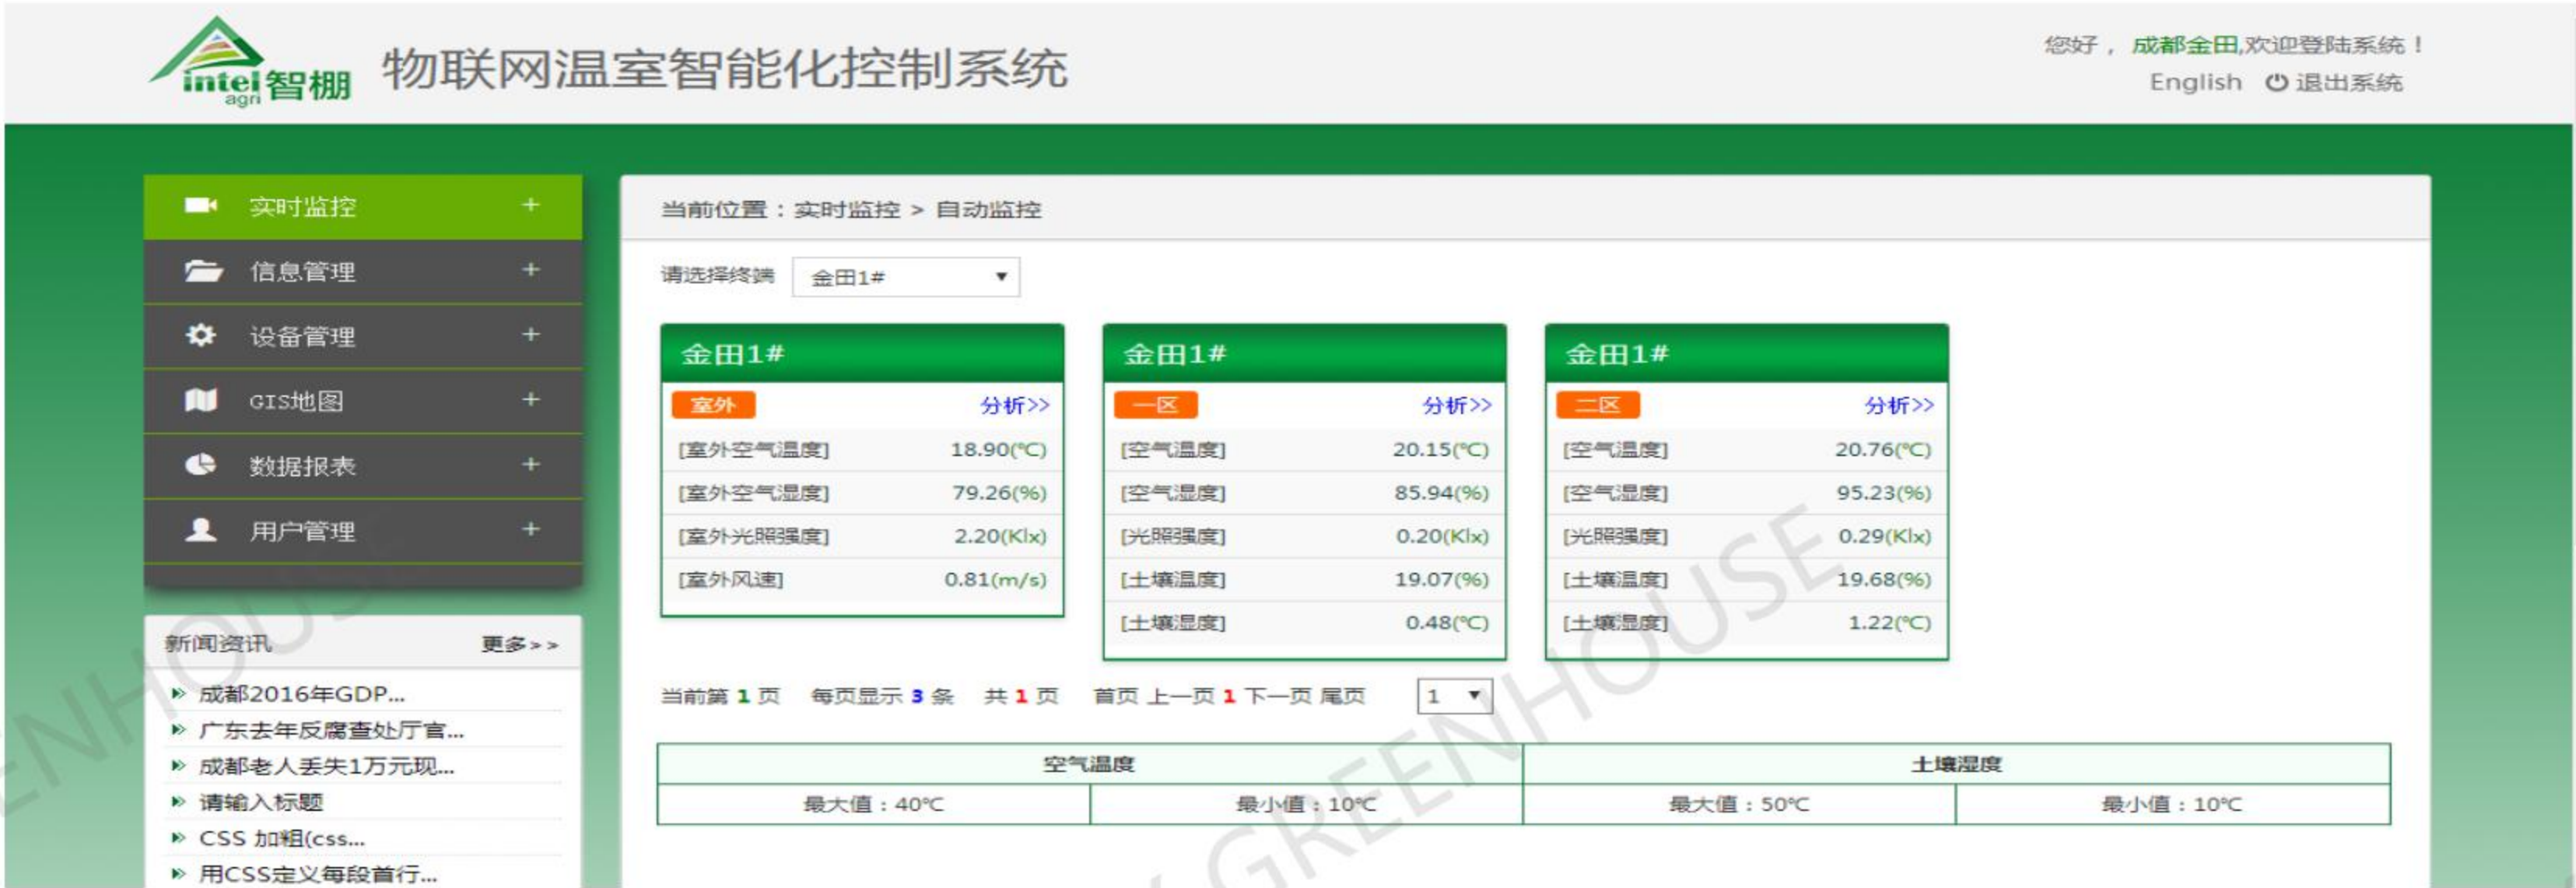 intel agri 智棚
物联网温室智能化控制系统
您好，成都金田,欢迎登陆系统！
English 退出系统
实时监控 +
信息管理 +
设备管理 +
GIS地图 +
数据报表 +
用户管理 +
新闻资讯 更多>>
成都2016年GDP...
广东去年反腐查处厅官...
成都老人丢失1万元现...
请输入标题
CSS 加粗(css...
用CSS定义每段首行...
当前位置：实时监控 > 自动监控
请选择终端 金田1#
金田1#
室外 分析>>
[室外空气温度] 18.90(℃)
[室外空气湿度] 79.26(%)
[室外光照强度] 2.20(Klx)
[室外风速] 0.81(m/s)
金田1#
一区 分析>>
[空气温度] 20.15(℃)
[空气湿度] 85.94(%)
[光照强度] 0.20(Klx)
[土壤温度] 19.07(%)
[土壤湿度] 0.48(℃)
金田1#
二区 分析>>
[空气温度] 20.76(℃)
[空气湿度] 95.23(%)
[光照强度] 0.29(Klx)
[土壤温度] 19.68(%)
[土壤湿度] 1.22(℃)
当前第 1 页 每页显示 3 条 共 1 页 首页 上一页 1 下一页 尾页 1
空气温度 土壤湿度
最大值：40℃ 最小值：10℃ 最大值：50℃ 最小值：10℃
ENHOUSE
GREENHOUSE